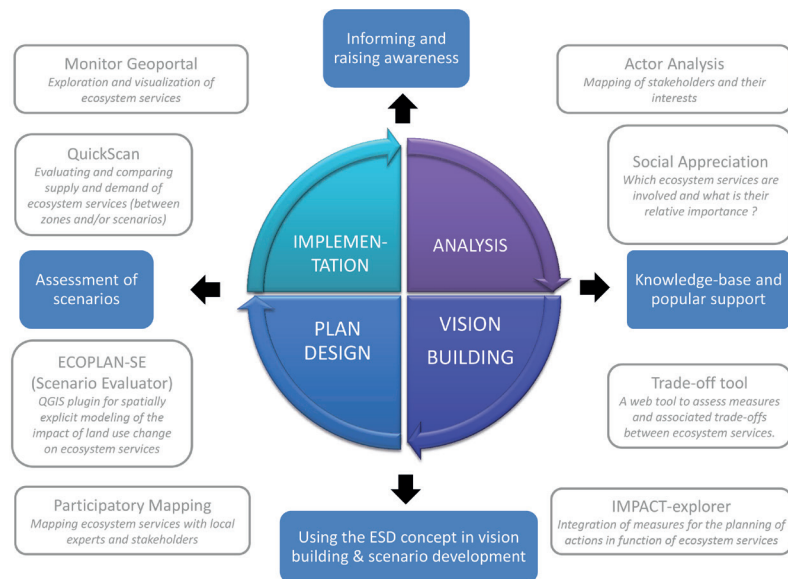 Informing and
raising awareness
Monitor Geoportal
Exploration and visualization of
ecosystem services
Actor Analysis
Mapping of stakeholders and their
interests
QuickScan
Evaluating and comparing
supply and demand of
ecosystem services (between
zones and/or scenarios)
Social Appreciation
Which ecosystem services are
involved and what is their
relative importance ?
IMPLEMEN-
TATION
ANALYSIS
Assessment of
scenarios
Knowledge-base and
popular support
PLAN
DESIGN
VISION
BUILDING
ECOPLAN-SE
(Scenario Evaluator)
QGIS plugin for spatially
explicit modeling of the
impact of land use change
on ecosystem services
Trade-off tool
A web tool to assess measures
and associated trade-offs
between ecosystem services.
Participatory Mapping
Mapping ecosystem services with local
experts and stakeholders
IMPACT-explorer
Integration of measures for the planning of
actions in function of ecosystem services
Using the ESD concept in vision
building & scenario development